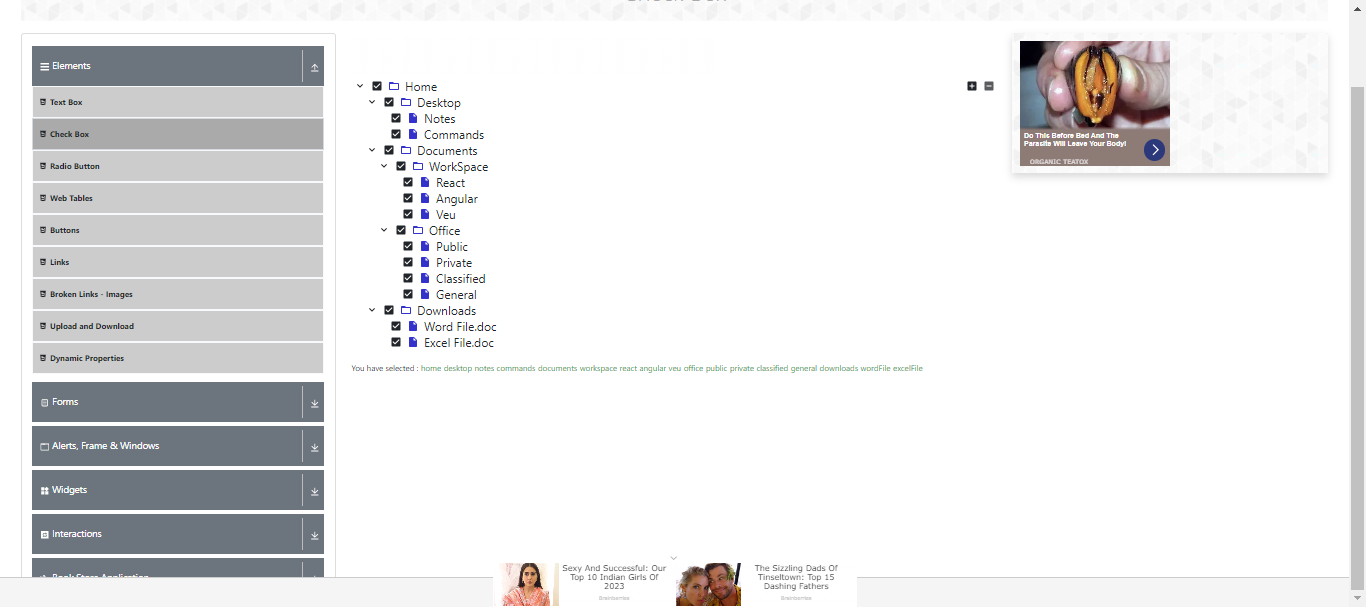 Elements
Text Box
Check Box
Radio Button
Web Tables
Buttons
Links
Broken Links - Images
Upload and Download
Dynamic Properties
Forms
Alerts, Frame & Windows
Widgets
Interactions
Book Store Application
Home
Desktop
Notes
Commands
Documents
WorkSpace
React
Angular
Veu
Office
Public
Private
Classified
General
Downloads
Word File.doc
Excel File.doc
You have selected : home desktop notes commands documents workspace react angular veu office public private classified general downloads wordFile excelFile
Do This Before Bed And The
Parasite Will Leave Your Body!
ORGANIC TEATOX
Sexy And Successful: Our
Top 10 Indian Girls Of
2023
Brainberries
The Sizzling Dads Of
Tinseltown: Top 15
Dashing Fathers
Brainberries